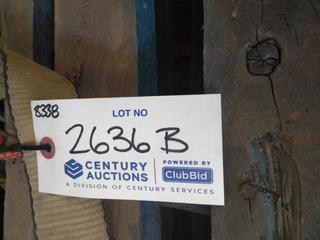 8338
LOT NO
2636 B
CENTURY AUCTIONS POWERED BY ClubBid
A DIVISION OF CENTURY SERVICES